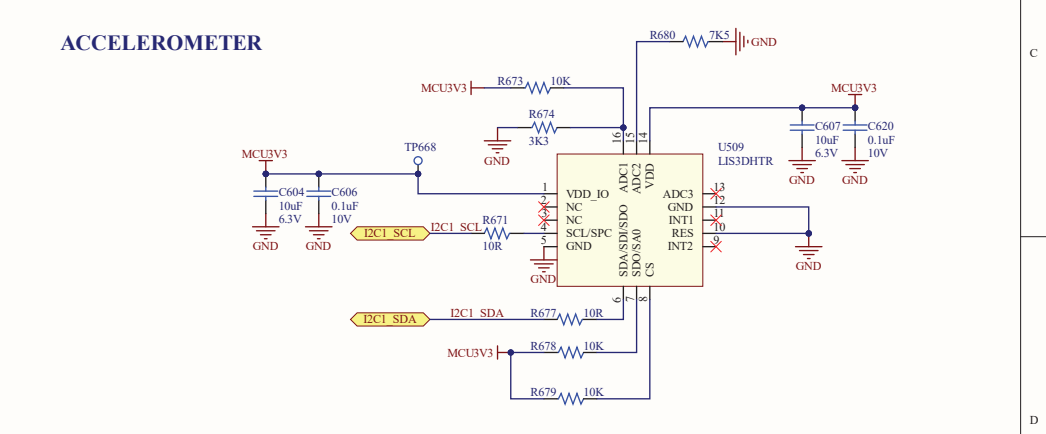 ACCELEROMETER
C
R680 7K5
GND
MCU3V3 R673 10K
MCU3V3
R674
3K3
GND
16 15 14
ADC1 ADC2 VDD
C607
10uF
6.3V
C620
0.1uF
10V
GND GND
U509
LIS3DHTR
TP668
MCU3V3
C604
10uF
6.3V
C606
0.1uF
10V
GND GND
1 VDD_IO
2 NC
3 NC
4 SCL/SPC
5 GND
ADC3 13
GND 12
INT1 11
RES 10
INT2 9
I2C1_SCL I2C1_SCL R671
10R
GND
GND
SDA/SDI/SDO SDO/SA0 CS
6 7 8
I2C1_SDA I2C1_SDA R677 10R
MCU3V3 R678 10K
R679 10K
D